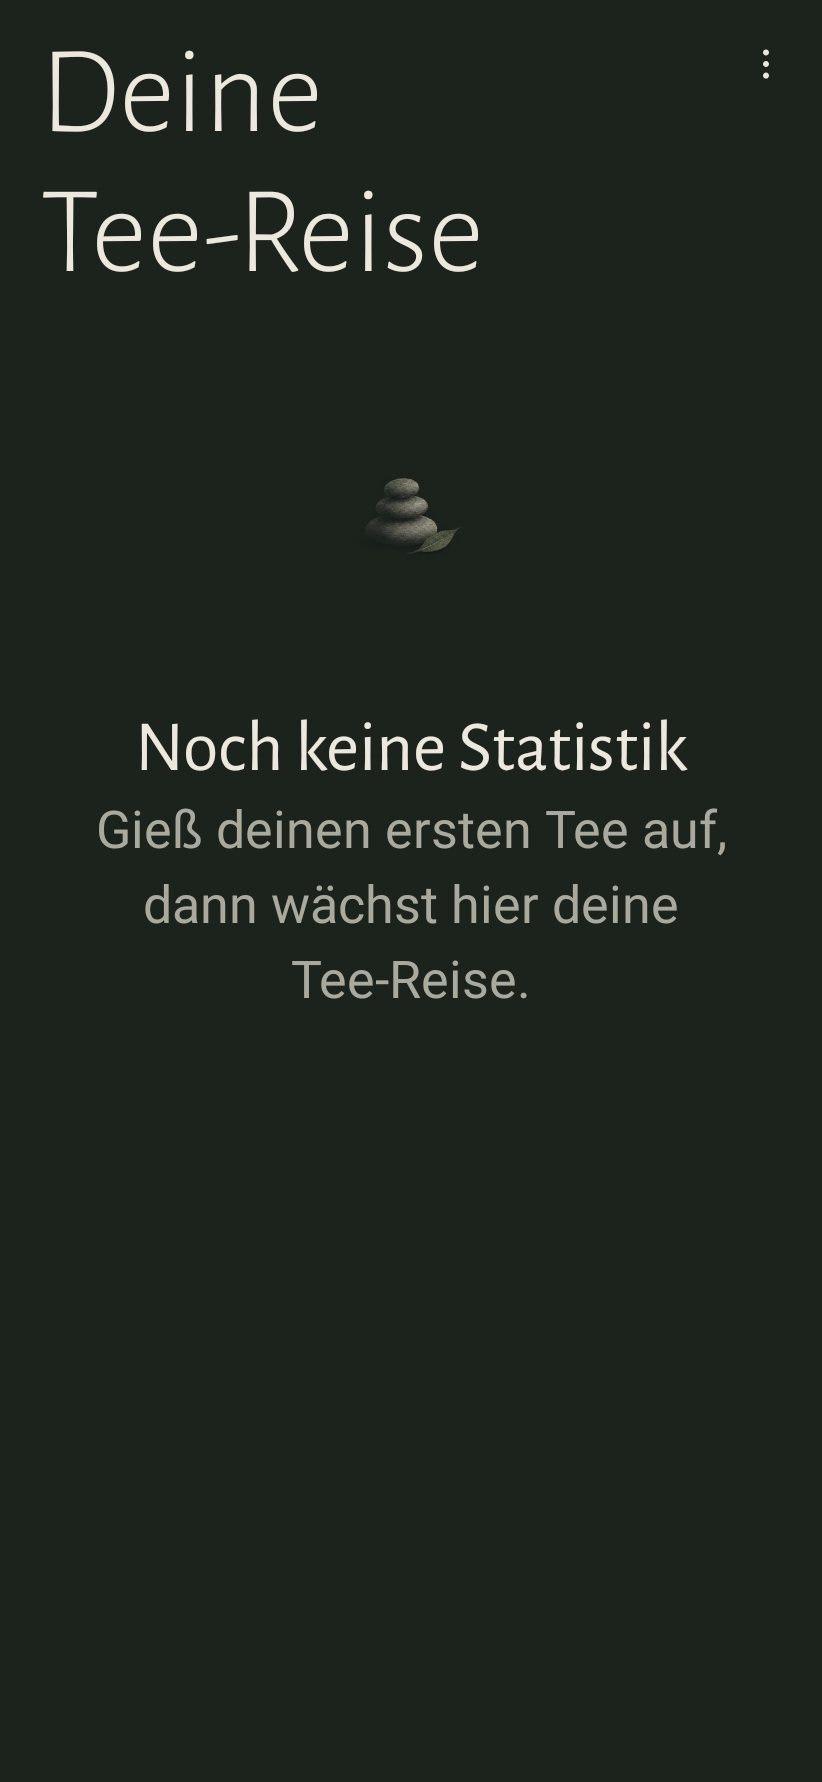 Deine
Tee-Reise
Noch keine Statistik
Gieß deinen ersten Tee auf,
dann wächst hier deine
Tee-Reise.